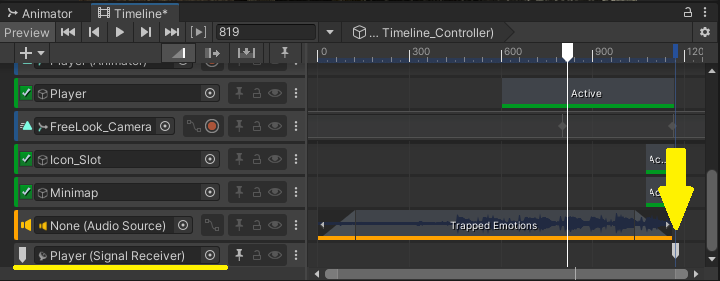 Animator
Timeline*
Preview
819
... Timeline_Controller)
0
300
600
900
120
Player (Animator)
Player
Active
FreeLook_Camera
Icon_Slot
Ac...
Minimap
Ac
None (Audio Source)
Trapped Emotions
Player (Signal Receiver)